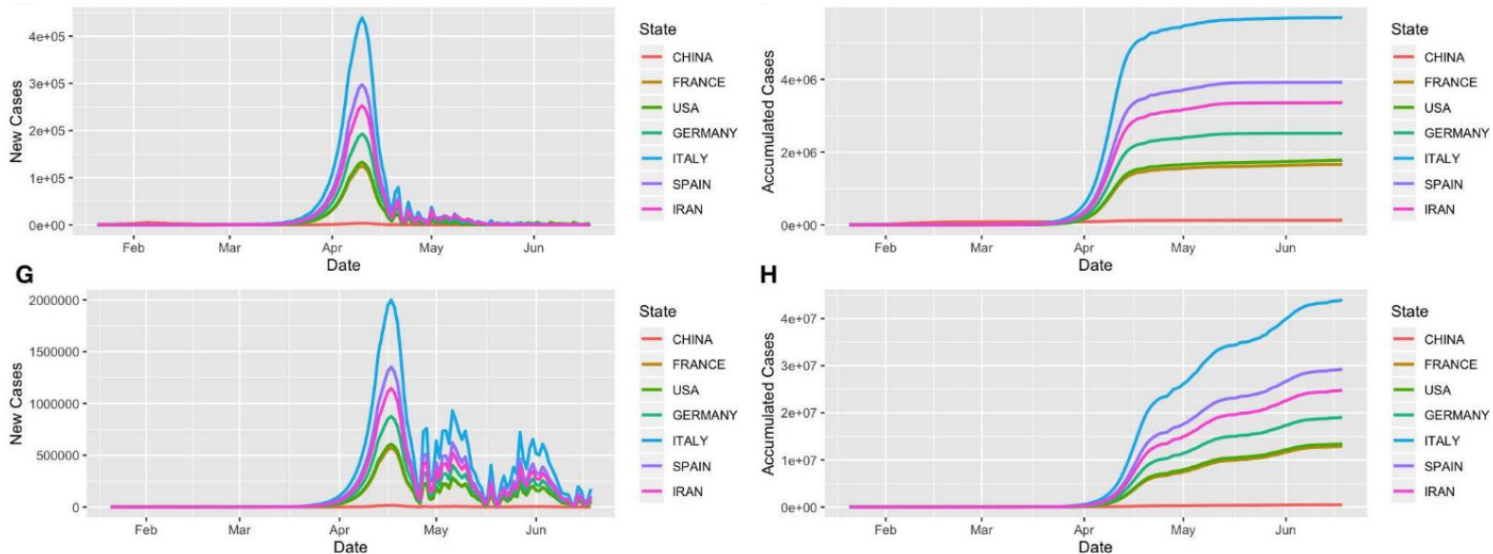 New Cases
4e+05
3e+05
2e+05
1e+05
0e+00
Feb
Mar
Apr
May
Jun
Date
State
CHINA
FRANCE
USA
GERMANY
ITALY
SPAIN
IRAN
Accumulated Cases
4e+06
2e+06
0e+00
Feb
Mar
Apr
May
Jun
Date
State
CHINA
FRANCE
USA
GERMANY
ITALY
SPAIN
IRAN
G
New Cases
2000000
1500000
1000000
500000
0
Feb
Mar
Apr
May
Jun
Date
State
CHINA
FRANCE
USA
GERMANY
ITALY
SPAIN
IRAN
H
Accumulated Cases
4e+07
3e+07
2e+07
1e+07
0e+00
Feb
Mar
Apr
May
Jun
Date
State
CHINA
FRANCE
USA
GERMANY
ITALY
SPAIN
IRAN